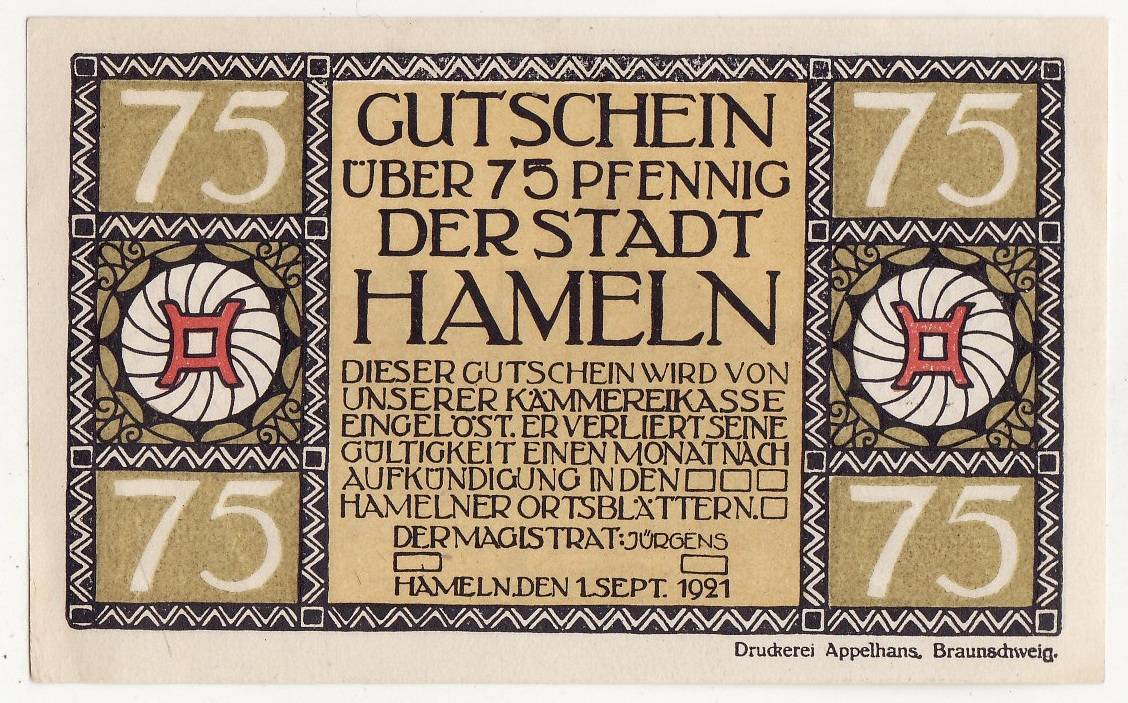 75
75
GUTSCHEIN
ÜBER 75 PFENNIG
DER STADT
HAMELN
DIESER GUTSCHEIN WIRD VON
UNSERER KÄMMEREIKASSE
EINGELÖST. ER VERLIERT SEINE
GÜLTIGKEIT EINEN MONAT NACH
AUFKÜNDIGUNG IN DEN
HAMELNER ORTSBLÄTTERN.
DER MAGISTRAT: JÜRGENS
HAMELN. DEN 1. SEPT. 1921
75
75
Druckerei Appelhans, Braunschweig.